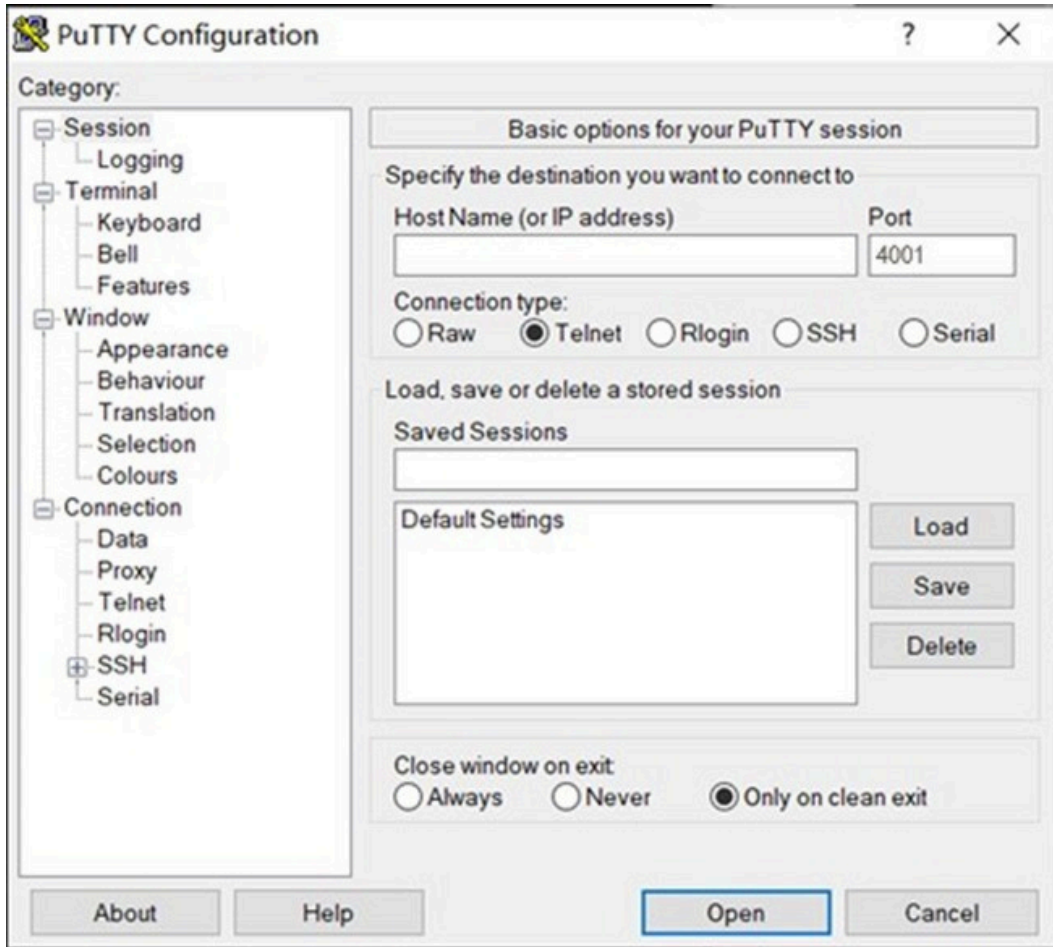 PuTTY Configuration
?
Category:
Session
Logging
Terminal
Keyboard
Bell
Features
Window
Appearance
Behaviour
Translation
Selection
Colours
Connection
Data
Proxy
Telnet
Rlogin
SSH
Serial
Basic options for your PuTTY session
Specify the destination you want to connect to
Host Name (or IP address) Port
4001
Connection type:
Raw Telnet Rlogin SSH Serial
Load, save or delete a stored session
Saved Sessions
Default Settings
Load
Save
Delete
Close window on exit:
Always Never Only on clean exit
About Help Open Cancel